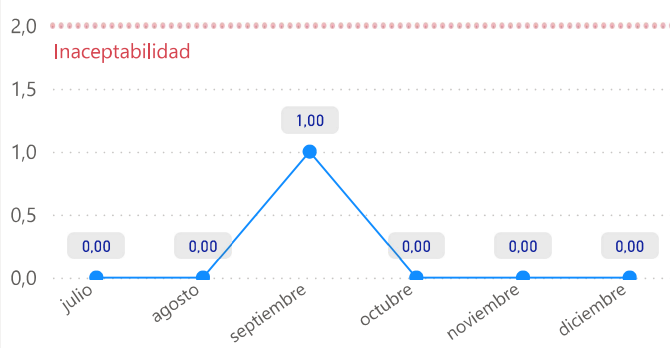 2,0
Inaceptabilidad
1,5
1,00
1,0
0,5
0,00 0,00 0,00 0,00 0,00
0,0
julio agosto septiembre octubre noviembre diciembre